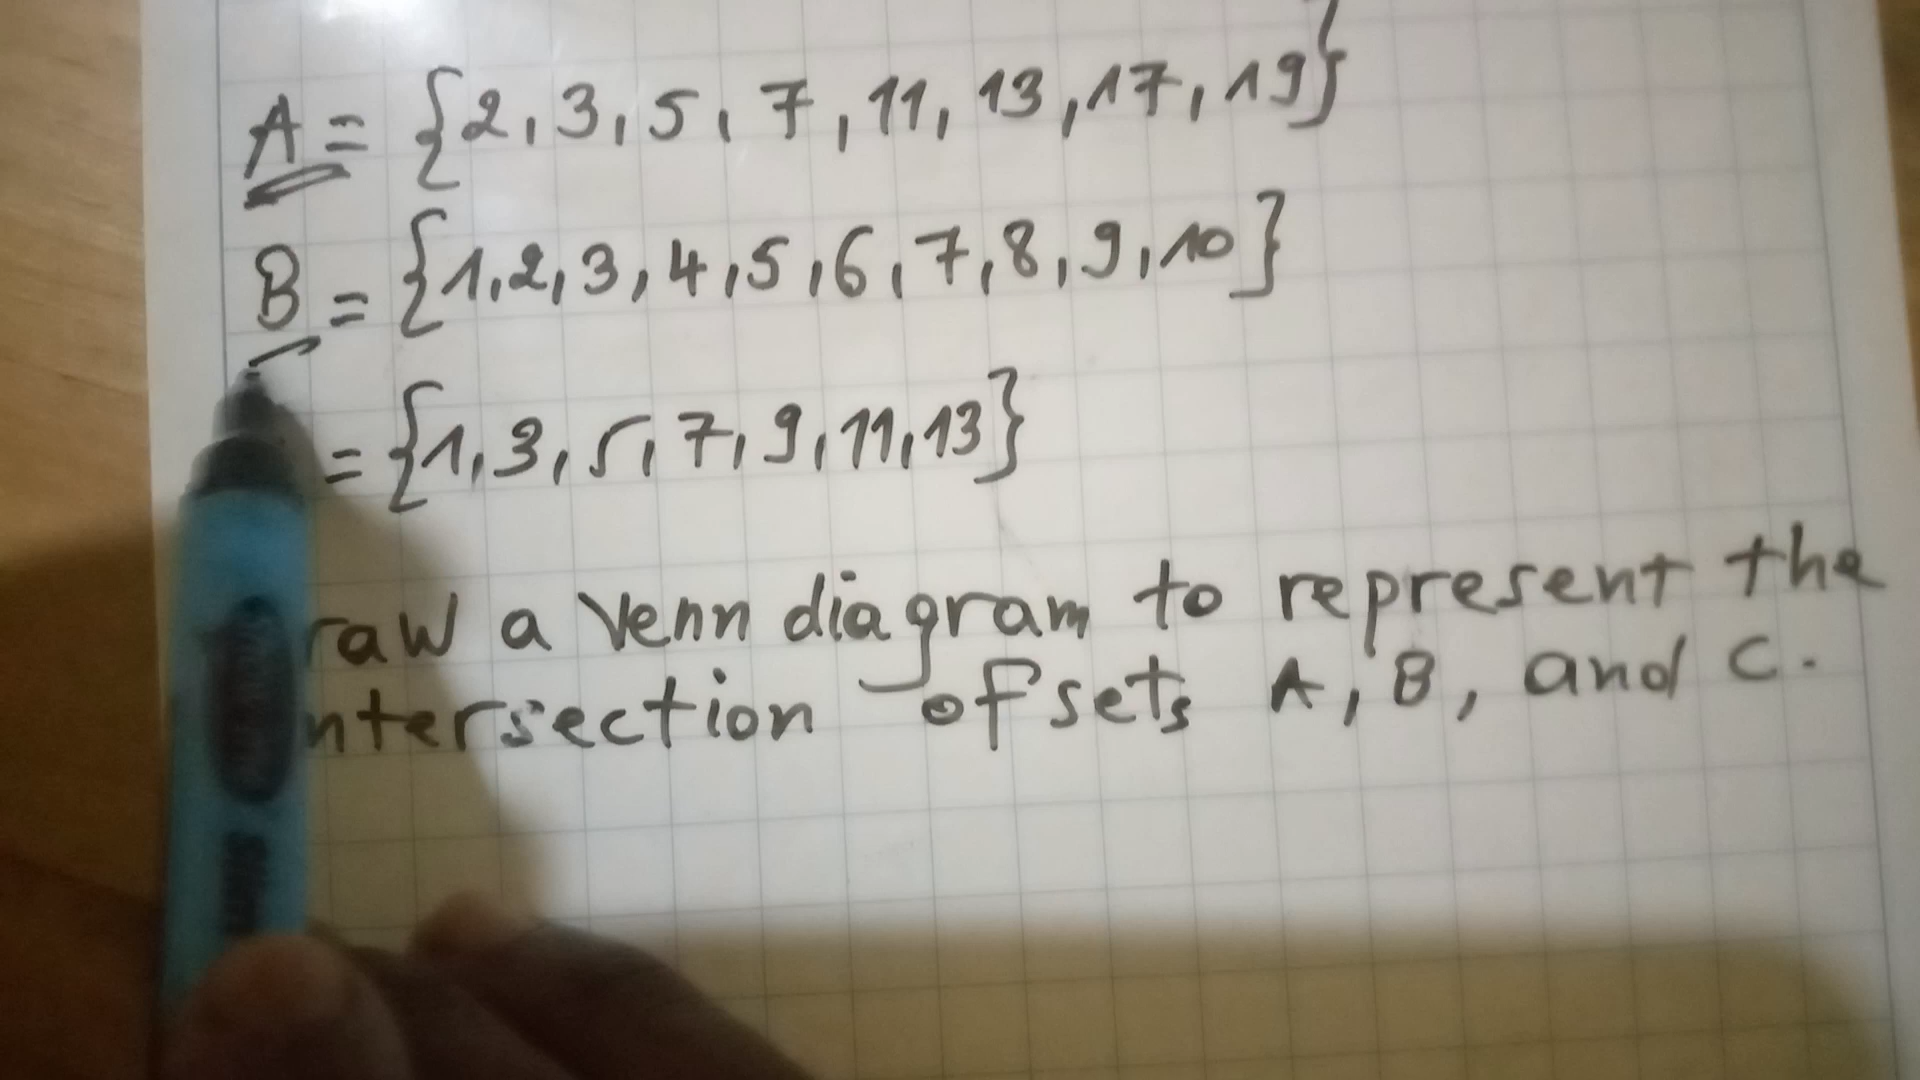 A = {2, 3, 5, 7, 11, 13, 17, 19}
B = {1, 2, 3, 4, 5, 6, 7, 8, 9, 10}
= {1, 3, 5, 7, 9, 11, 13}
raw a Venn diagram to represent the
ntersection of sets A, B, and C.